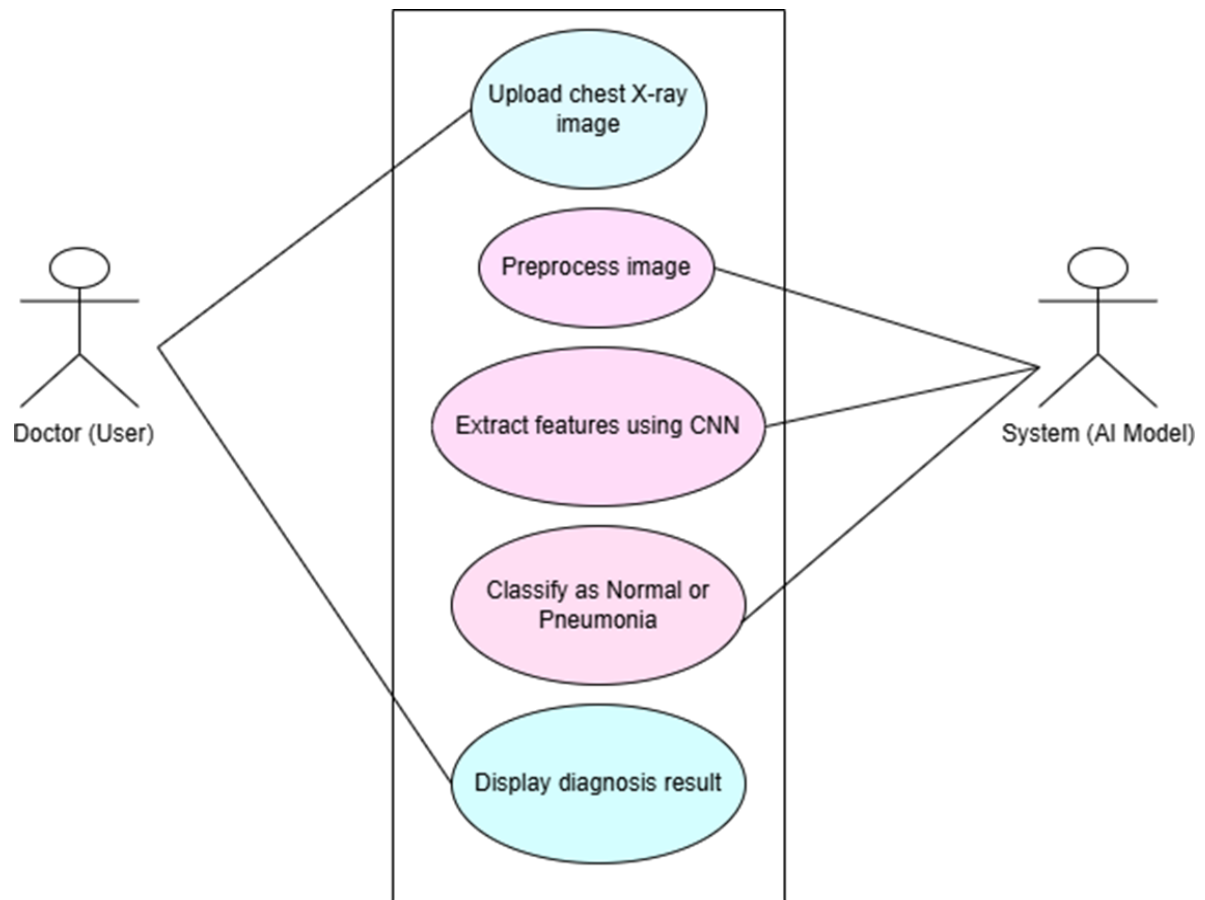 Upload chest X-ray
image
Preprocess image
Extract features using CNN
Doctor (User)
System (AI Model)
Classify as Normal or
Pneumonia
Display diagnosis result